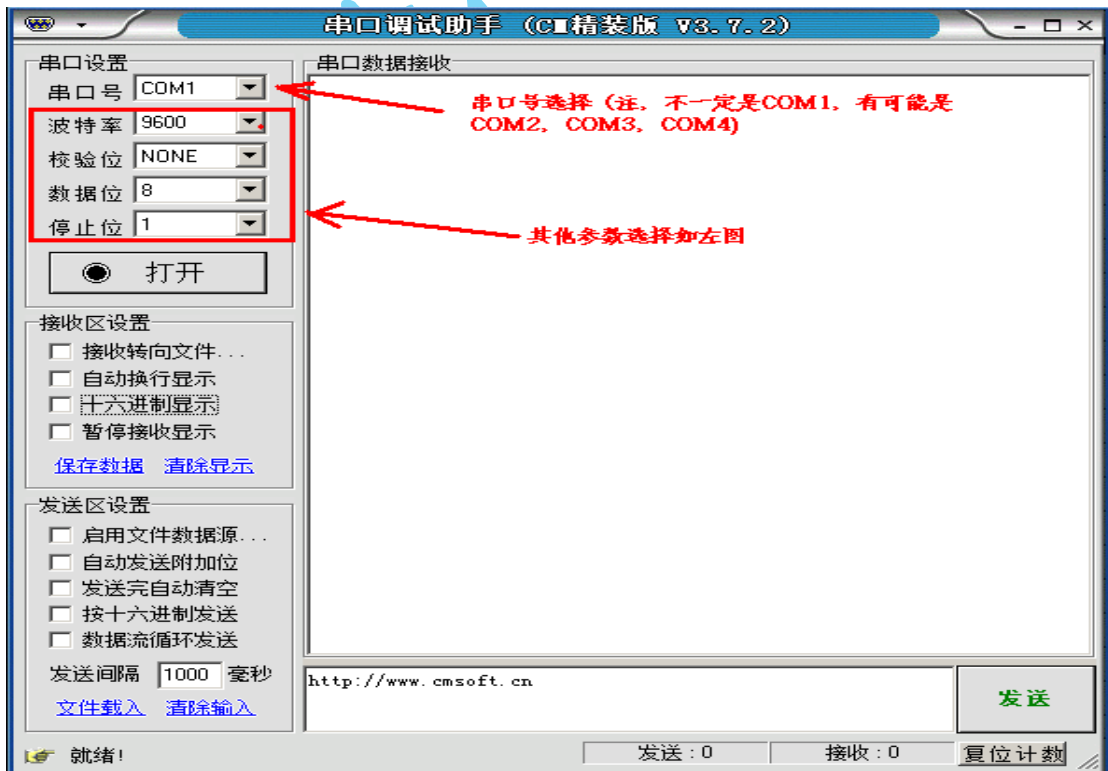 串口调试助手 (CM精装版 V3.7.2)
串口设置
串口号 COM1
波特率 9600
校验位 NONE
数据位 8
停止位 1
打开
接收区设置
接收转向文件...
自动换行显示
十六进制显示
暂停接收显示
保存数据 清除显示
发送区设置
启用文件数据源...
自动发送附加位
发送完自动清空
按十六进制发送
数据流循环发送
发送间隔 1000 毫秒
文件载入 清除输入
串口数据接收
串口号选择（注，不一定是COM1，有可能是
COM2，COM3，COM4)
其他参数选择如左图
http://www.cmsoft.cn
发送
就绪!
发送:0
接收:0
复位计数